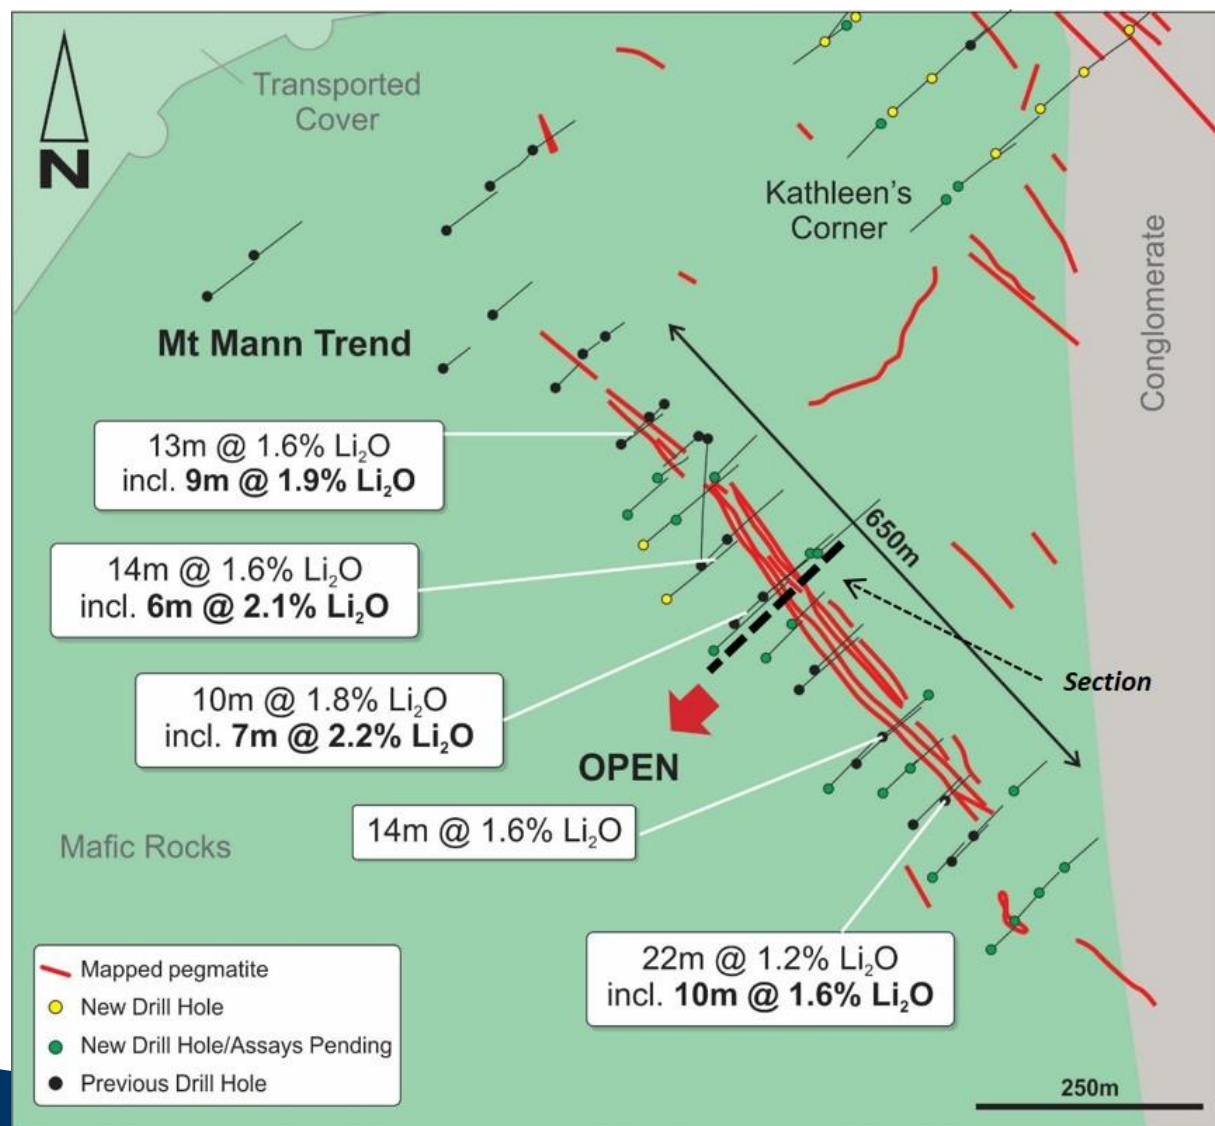 N
Transported
Cover
Kathleen's
Corner
Conglomerate
Mt Mann Trend
13m @ 1.6% Li₂O
incl. 9m @ 1.9% Li₂O
650m
14m @ 1.6% Li₂O
incl. 6m @ 2.1% Li₂O
Section
10m @ 1.8% Li₂O
incl. 7m @ 2.2% Li₂O
OPEN
14m @ 1.6% Li₂O
Mafic Rocks
22m @ 1.2% Li₂O
incl. 10m @ 1.6% Li₂O
Mapped pegmatite
New Drill Hole
New Drill Hole/Assays Pending
Previous Drill Hole
250m